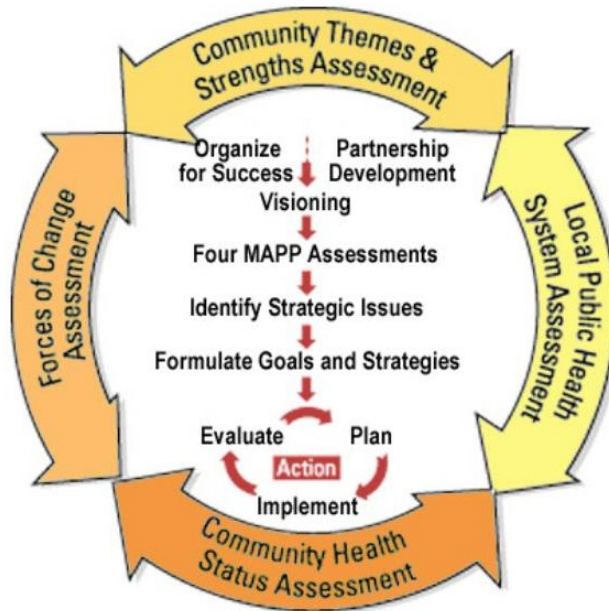 Community Themes &
Strengths Assessment
Organize
for Success
Partnership
Development
Visioning
Four MAPP Assessments
Identify Strategic Issues
Formulate Goals and Strategies
Evaluate
Plan
Action
Implement
Forces of Change
Assessment
Local Public Health
System Assessment
Community Health
Status Assessment